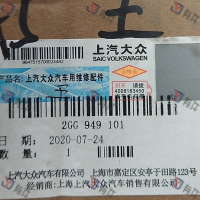 上汽大众
SAIC VOLKSWAGEN
产品名: 上汽大众汽车用维修配件
4008183450
2GG 949 101
日期: 2020-07-24
数量: 1
上汽大众汽车有限公司 上海市嘉定区安亭于田路123号
经销商:上海上汽大众汽车销售有限公司